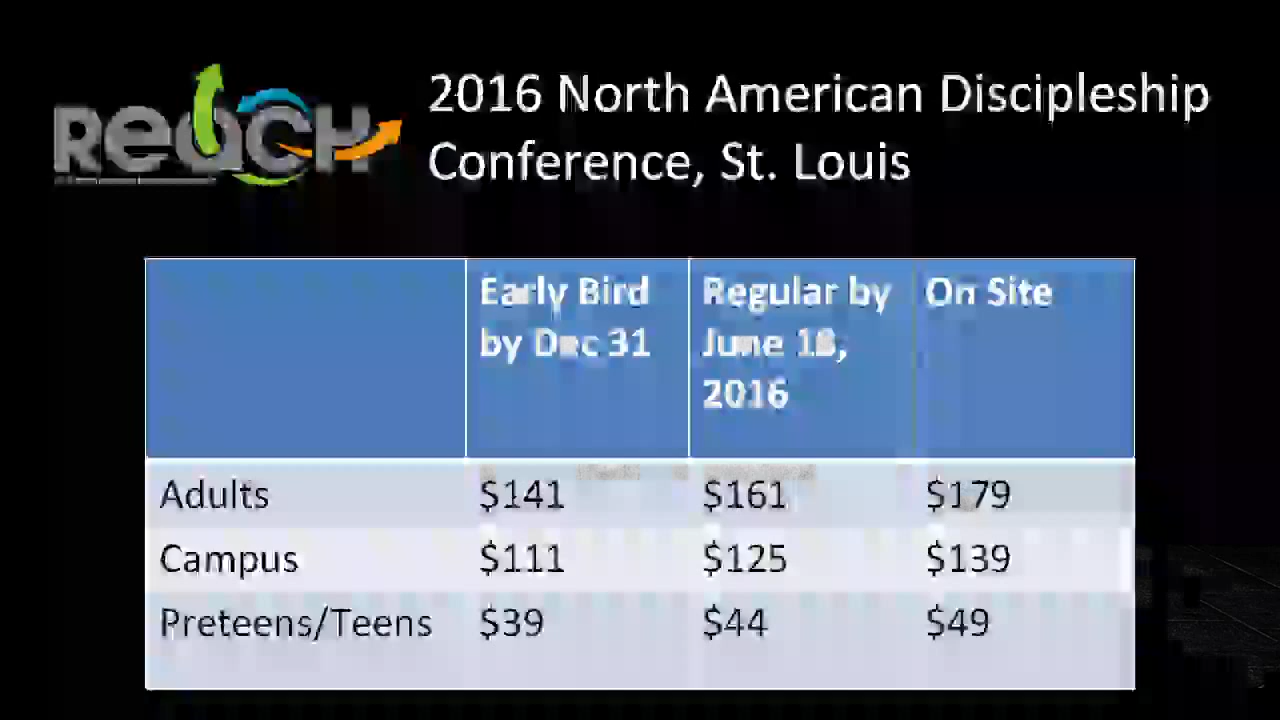 ReaCH
2016 North American Discipleship
Conference, St. Louis
Early Bird
by Dec 31
Regular by
June 18,
2016
On Site
Adults $141 $161 $179
Campus $111 $125 $139
Preteens/Teens $39 $44 $49